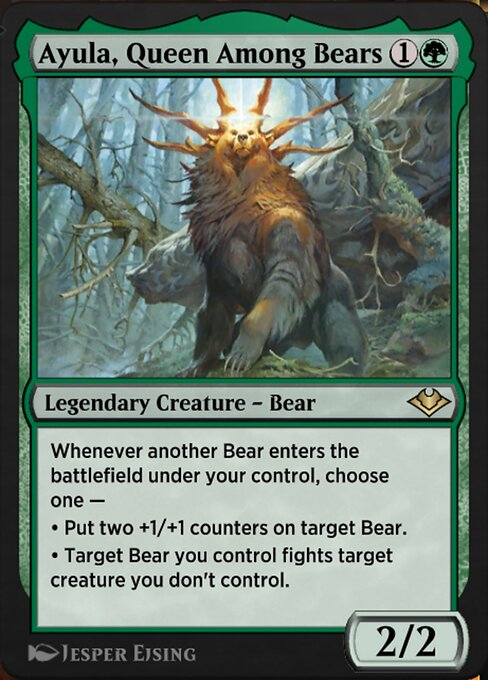 Ayula, Queen Among Bears 1
Legendary Creature – Bear
Whenever another Bear enters the
battlefield under your control, choose
one —
• Put two +1/+1 counters on target Bear.
• Target Bear you control fights target
creature you don't control.
2/2
Jesper Ejsing